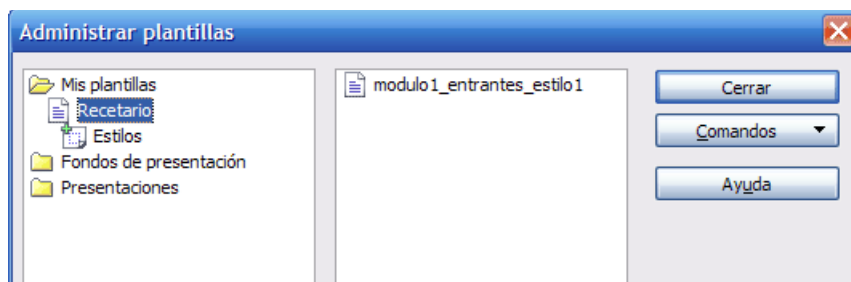 Administrar plantillas
Mis plantillas
Recetario
Estilos
Fondos de presentación
Presentaciones
modulo1_entrantes_estilo1
Cerrar
Comandos
Ayuda